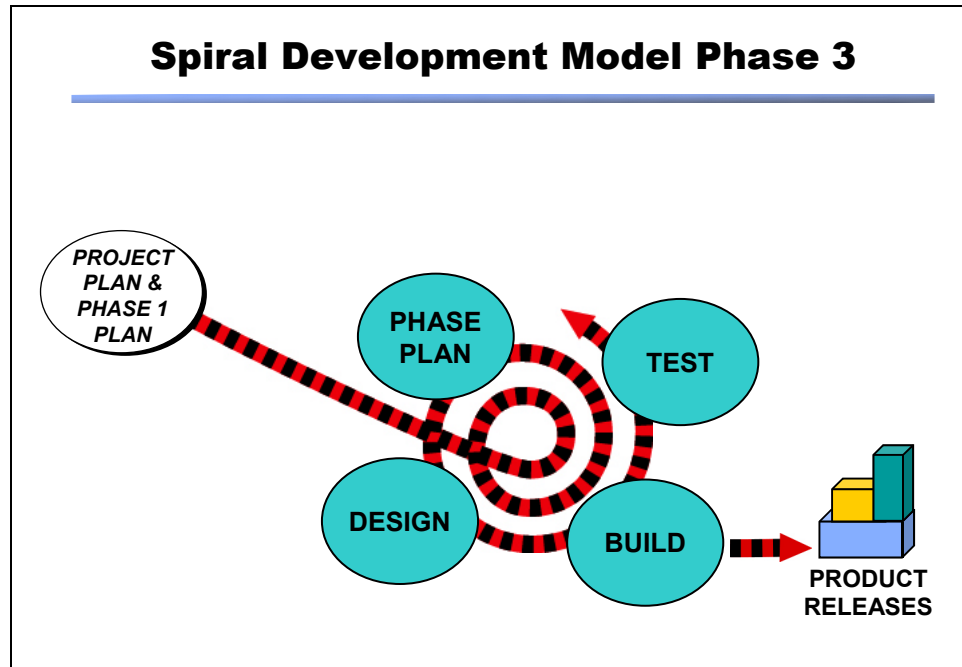 Spiral Development Model Phase 3
PROJECT
PLAN &
PHASE 1
PLAN
PHASE
PLAN
TEST
DESIGN
BUILD
PRODUCT
RELEASES